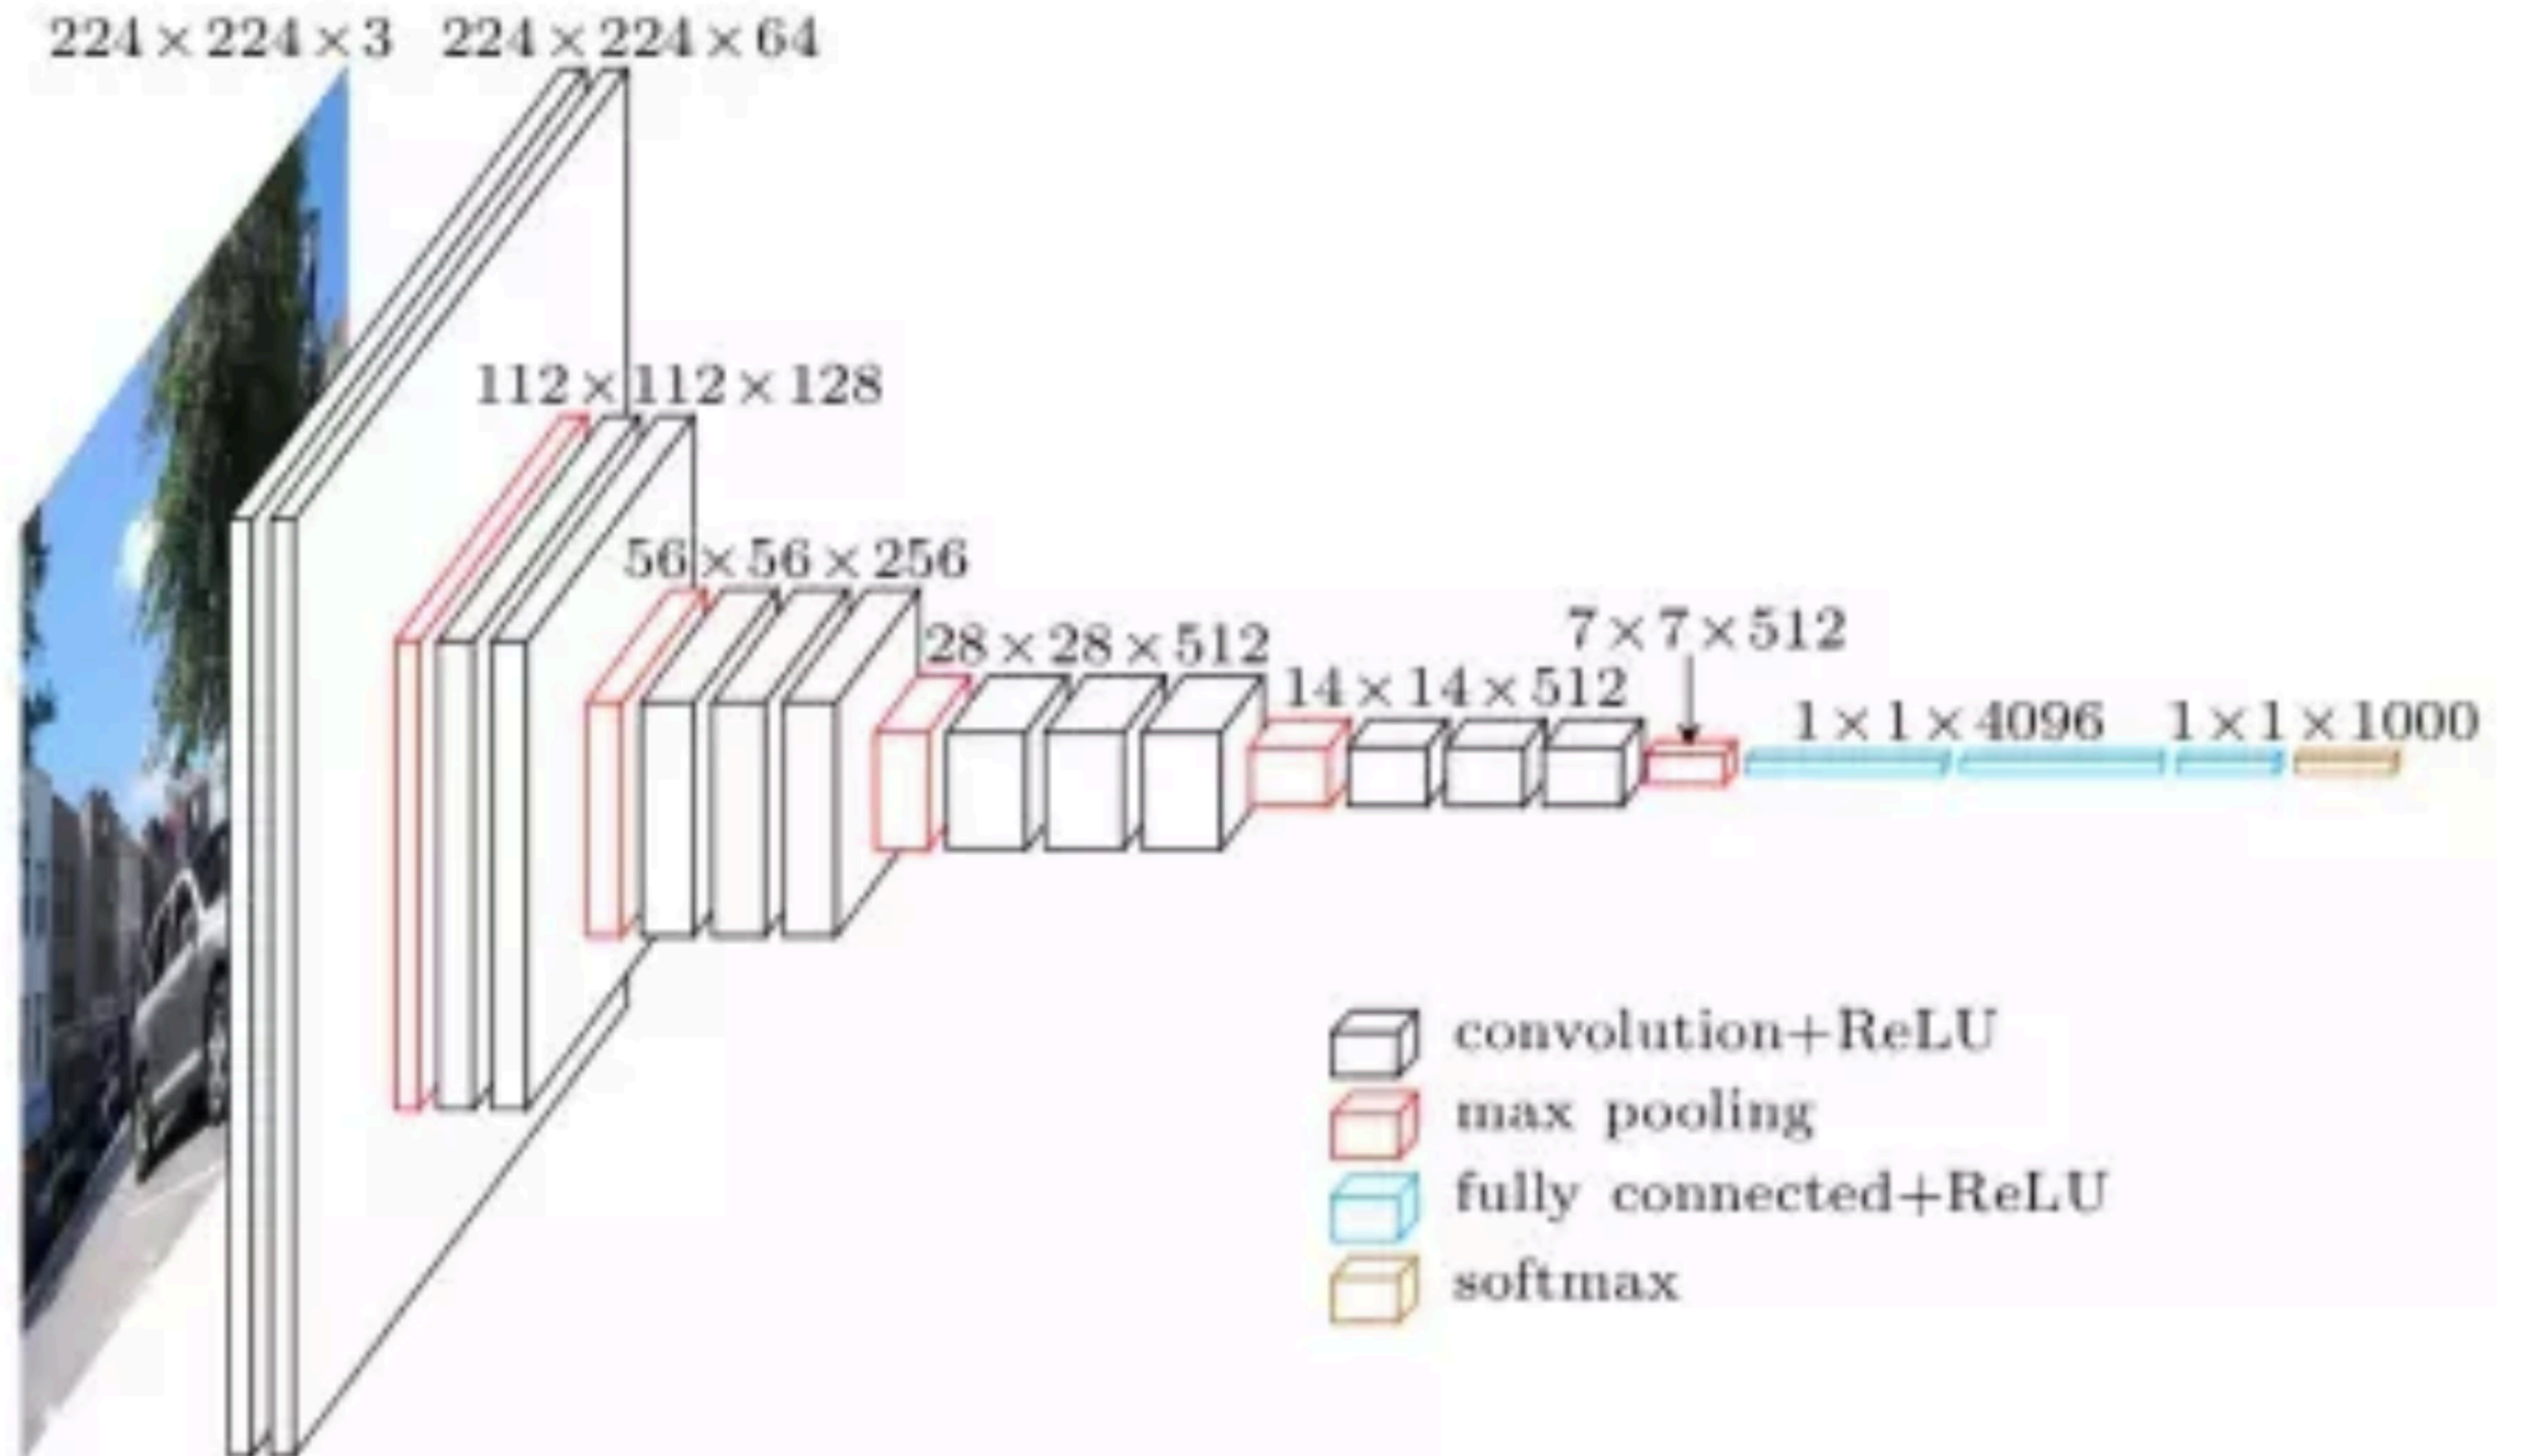 224×224×3
224×224×64
112×112×128
56×56×256
28×28×512
14×14×512
7×7×512
1×1×4096
1×1×1000
convolution+ReLU
max pooling
fully connected+ReLU
softmax